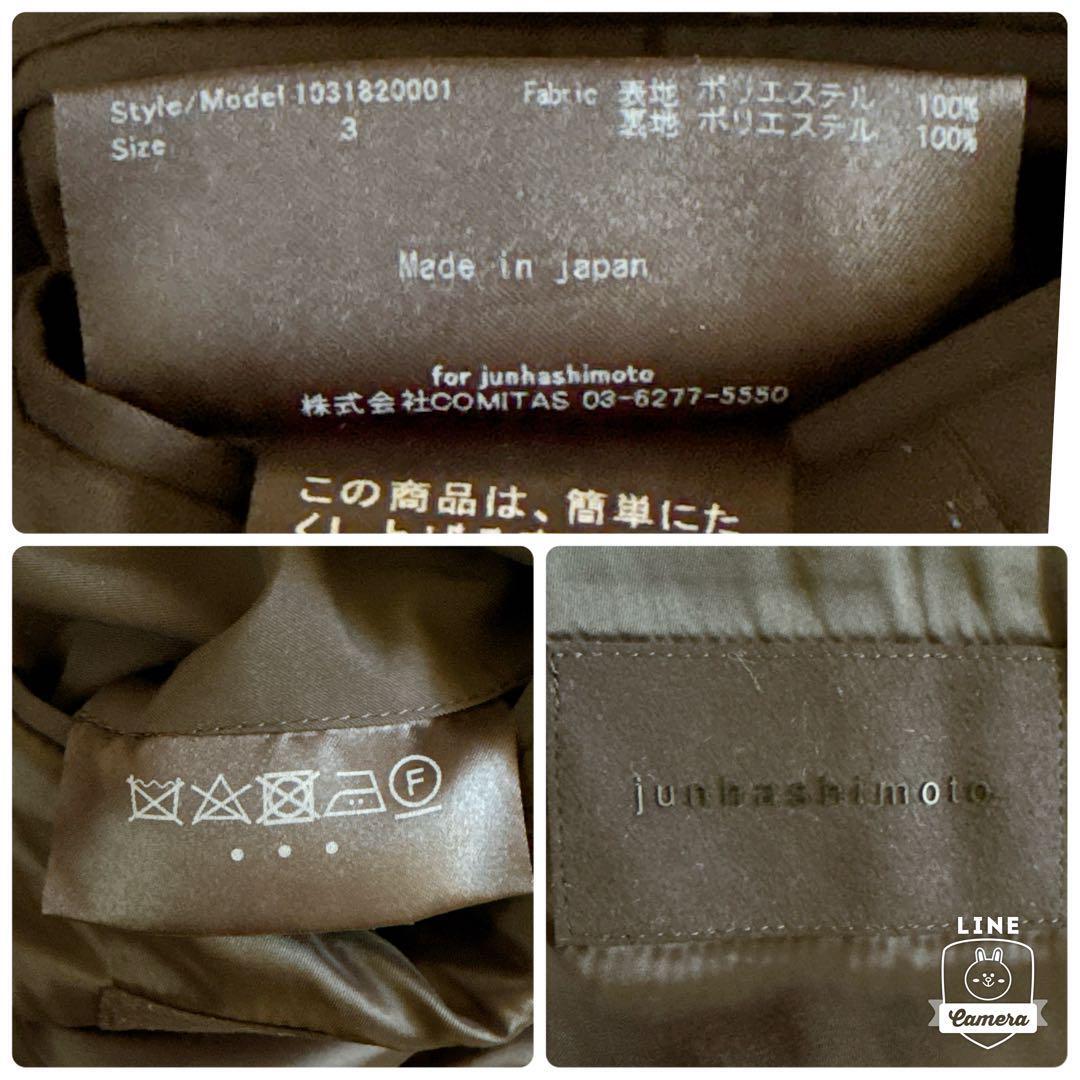 Style/Model 1031820001
Size 3
Fabric 表地 ポリエステル 100%
裏地 ポリエステル 100%
Made in japan
for junhashimoto
株式会社COMITAS 03-6277-5550
この商品は、簡単にた
F
junhashimoto
LINE
Camera